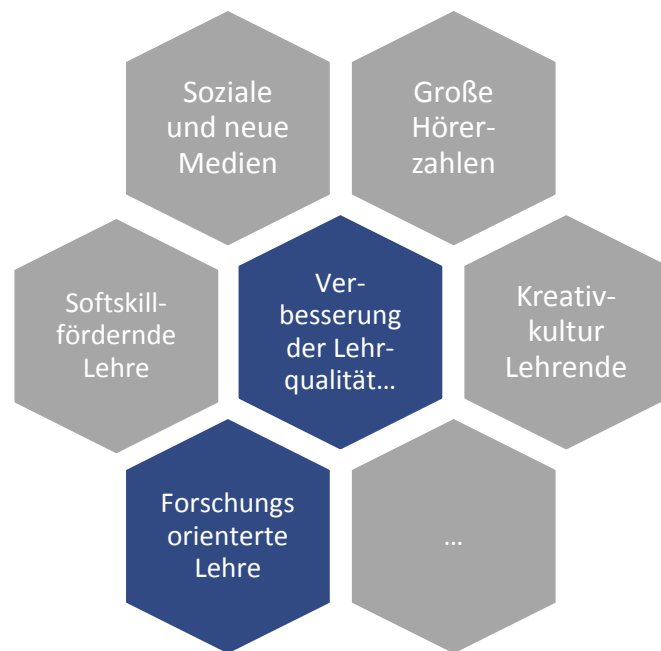 Soziale
und neue
Medien
Große
Hörer-
zahlen
Softskill-
fördernde
Lehre
Ver-
besserung
der Lehr-
qualität…
Kreativ-
kultur
Lehrende
Forschungs
orienterte
Lehre
…